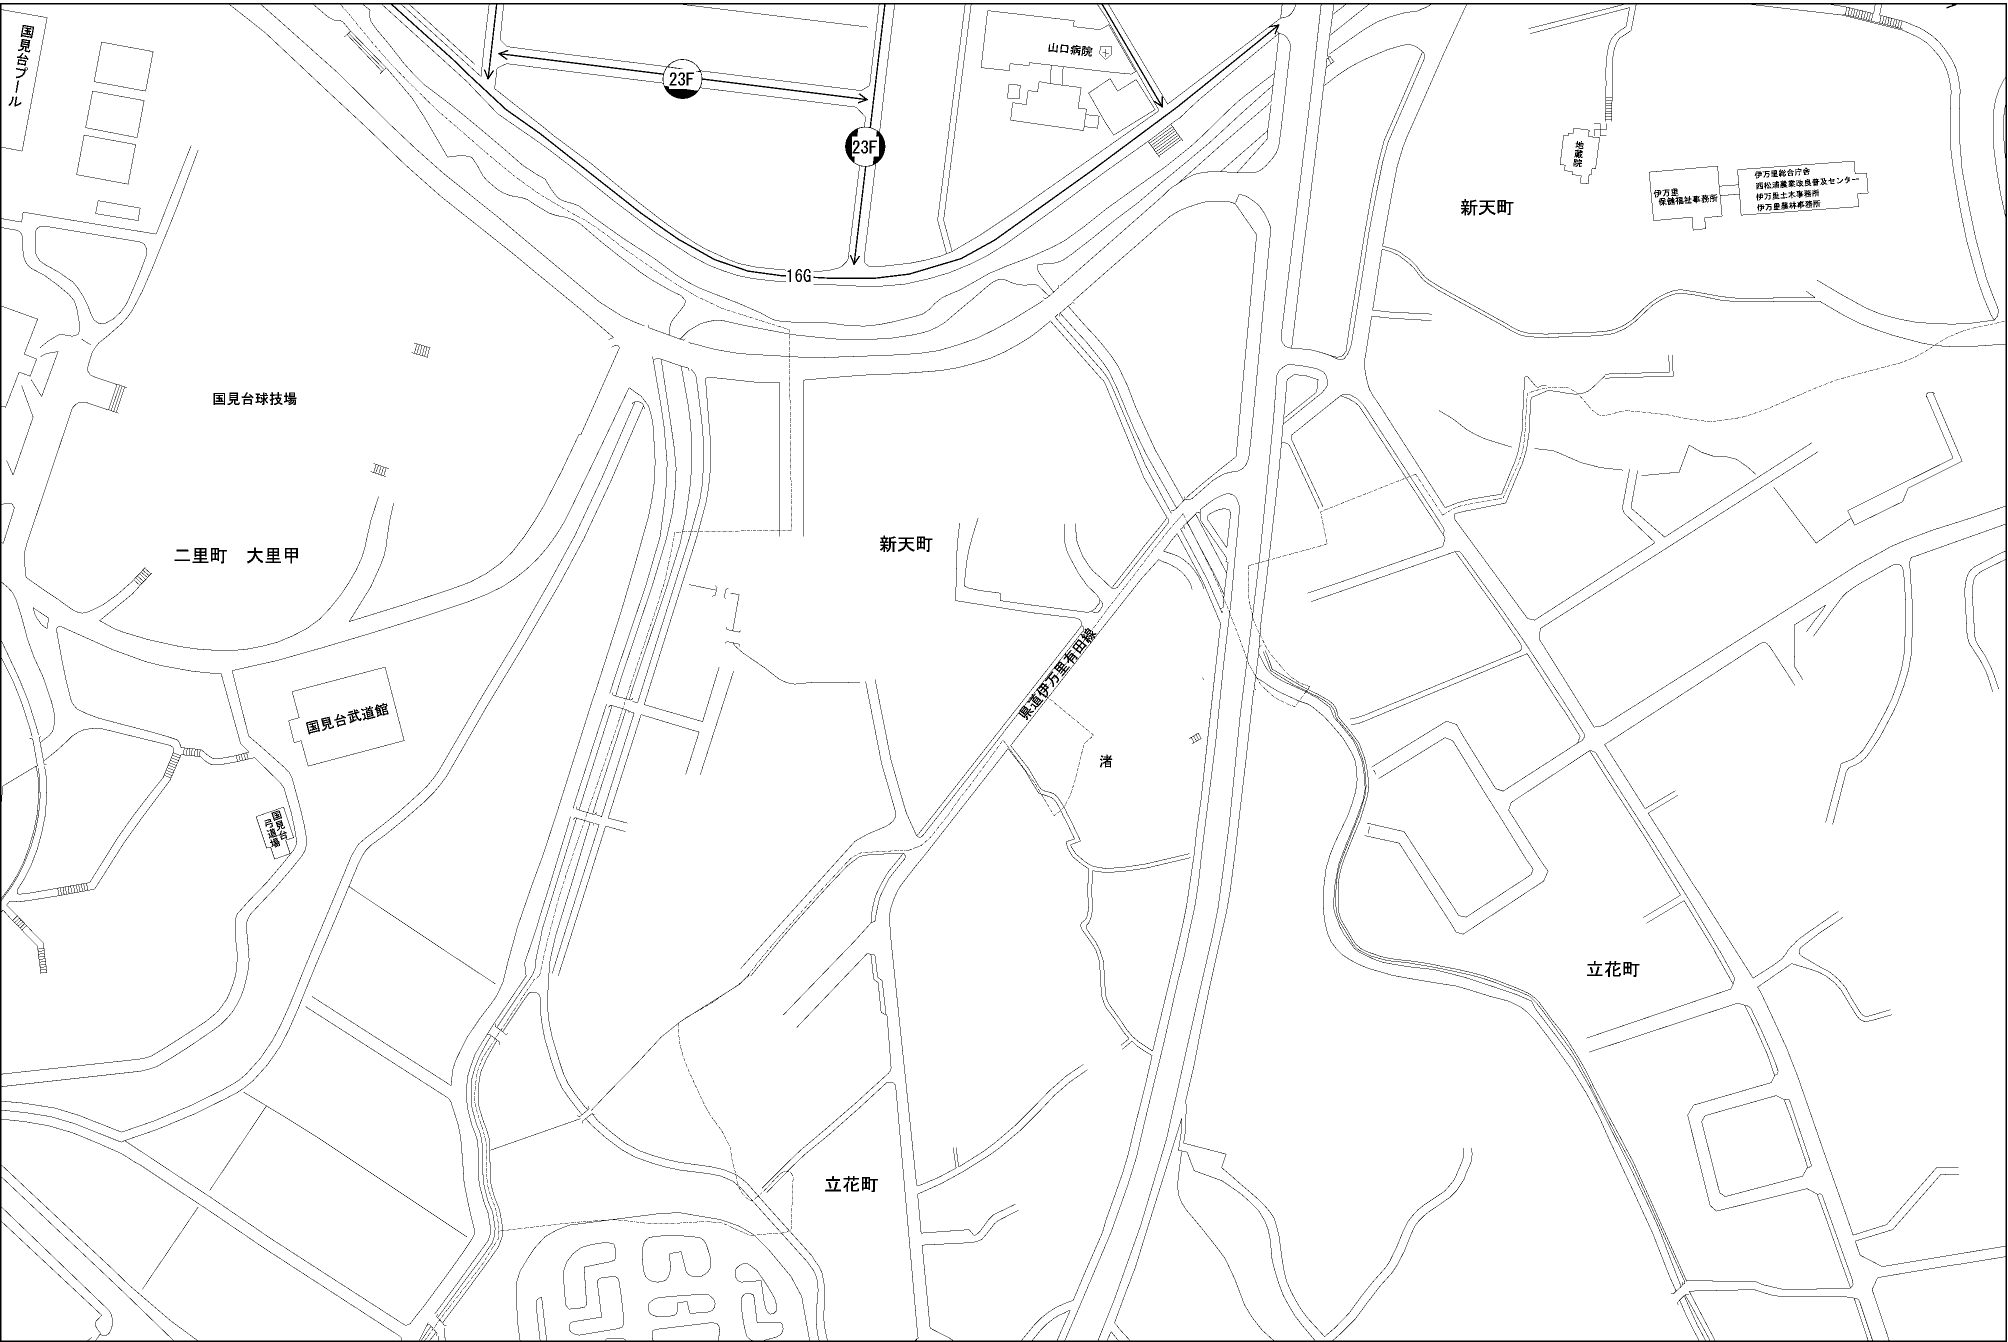 国見台プール
山口病院
23F
23F
地蔵院
伊万里
保健福祉事務所
伊万里総合庁舎
西松浦農業改良普及センター
伊万里土木事務所
伊万里農林事務所
新天町
16G
国見台球技場
二里町 大里甲
新天町
県道伊万里有田線
国見台武道館
渚
国見台
弓道場
立花町
立花町